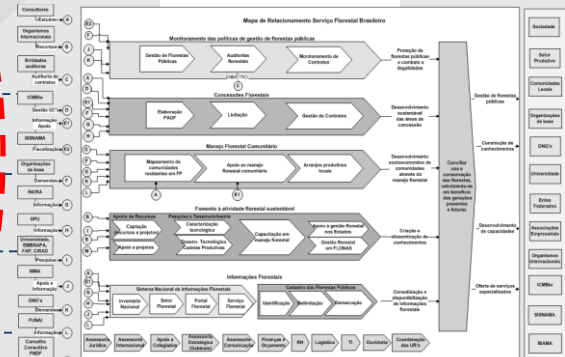 Mapa de Relacionamento Serviço Florestal Brasileiro
Consultores
Estudos
A
Organismos
Internacionais
Recursos
B
Entidades
auditoras
Auditoria de
contratos
C
ICMBio
Gestão UC's
D
Informação
Apoio
E1
SISNAMA
Fiscalização
E2
Organizações
de base
Demandas
F
INCRA
Informação
G
SPU
Informação
H
Universidade,
EMBRAPA,
FAP, CIRAD
Pesquisa
I
MMA
Apoio e
informação
J
ONG's
Demandas
K
FUNAI
Informação
L
Conselho
Consultivo
FNDF
Monitoramento das políticas de gestão de florestas públicas
Gestão de Florestas
Públicas
Auditorias
florestais
Monitoramento de
Contratos
C
Proteção de
florestas públicas
e combate a
ilegalidades
Concessões Florestais
Elaboração
PAOF
Licitação
Gestão de Contratos
Desenvolvimento
sustentável
das áreas de
concessão
Manejo Florestal Comunitário
Mapeamento de
comunidades
residentes em FP
Apoio ao manejo
florestal comunitário
Arranjos produtivos
locais
A
E1
Desenvolvimento
socioeconômico de
comunidades
através do
manejo florestal
Fomento à atividade florestal sustentável
Aporte de Recursos
Pesquisa e Desenvolvimento
Captação
recursos e projetos
Apoio a projetos
Caracterização
tecnológica
Desenv. Tecnológico
Cadeias Produtivas
Capacitação em
manejo florestal
Apoio à gestão florestal
nos Estados
Gestão florestal
em FLONAS
Criação e
disseminação de
conhecimentos
Informações Florestais
Sistema Nacional de Informações Florestais
Cadastro das Florestas Públicas
Inventário
Nacional
Setor
Florestal
Portal
Florestal
Serviço
Florestal
Identificação
Delimitação
Demarcação
Consolidação e
disponibilização
de informações
florestais
Assessoria
Jurídica
Assessoria
Internacional
Apoio a
Colegiados
Assessoria
Estratégica
(Gabinete)
Assessoria
Comunicação
Finanças e
Orçamento
RH
Logística
TI
Ouvidoria
Coordenação
das UR's
Conciliar
uso e
conservação
das florestas,
valorizando-as
em benefício
das gerações
presentes
e futuras
Gestão de florestas
públicas
Construção de
conhecimentos
Desenvolvimento
de capacidades
Oferta de serviços
especializados
Sociedade
Setor
Produtivo
Comunidades
Locais
Organizações
de base
ONG's
Universidade
Entes
Federativo
Associações
Empresariais
Organismos
Internacionais
ICMBio
SISNAMA
IBAMA